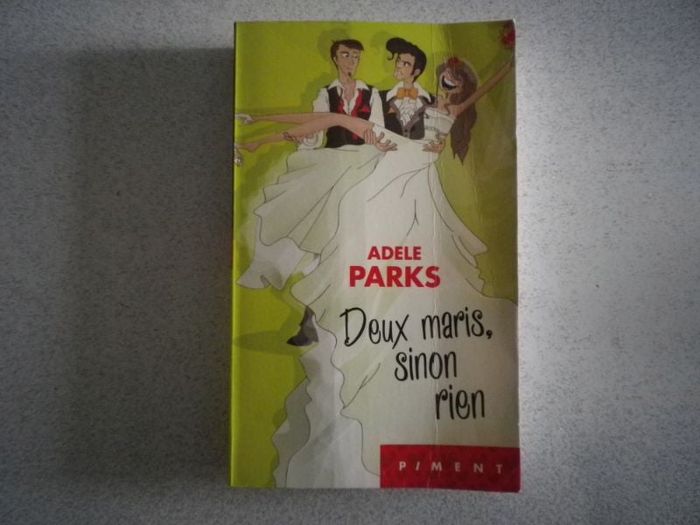 ADELE
PARKS
Deux maris,
sinon
rien
PIMENT